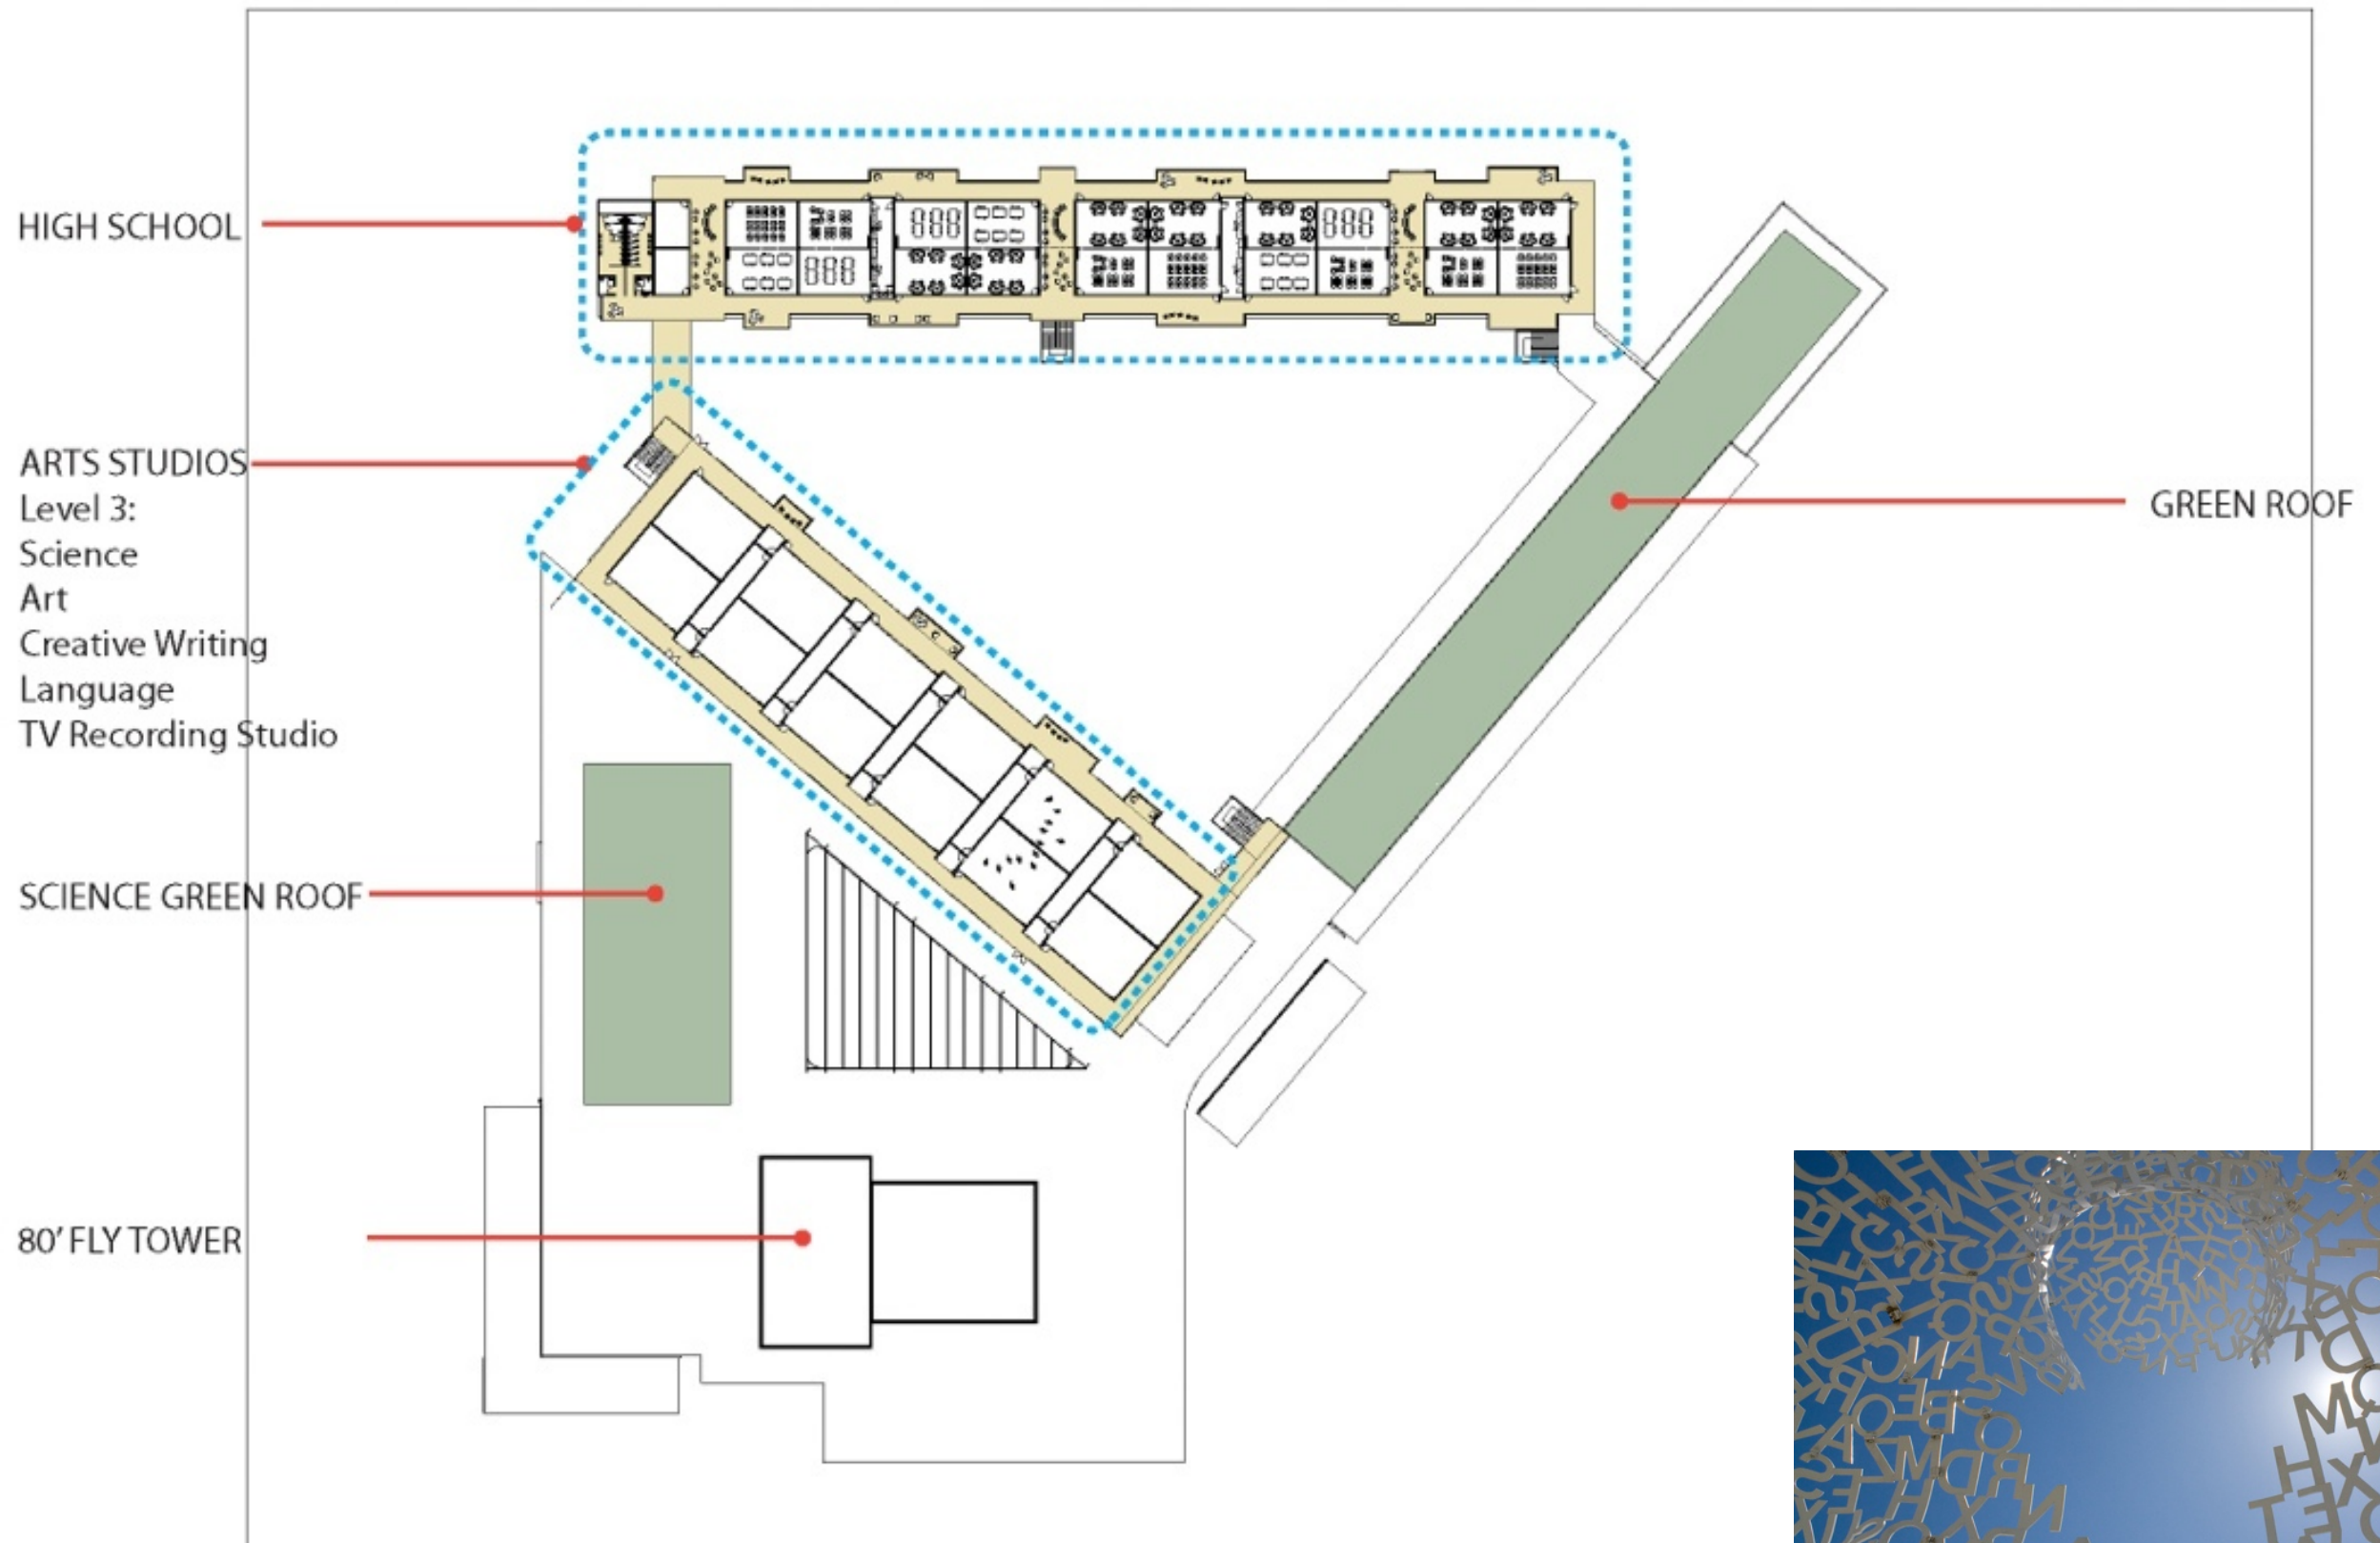 HIGH SCHOOL
ARTS STUDIOS
Level 3:
Science
Art
Creative Writing
Language
TV Recording Studio
GREEN ROOF
SCIENCE GREEN ROOF
80' FLY TOWER